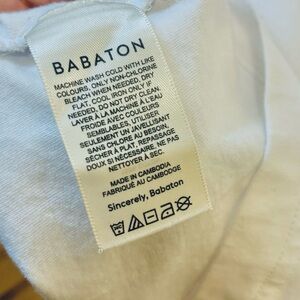 BABATON
MACHINE WASH COLD WITH LIKE
COLOURS, ONLY NON-CHLORINE
BLEACH WHEN NEEDED, DRY
FLAT. COOL IRON ONLY IF
NEEDED, DO NOT DRY CLEAN.
LAVER À LA MACHINE À L'EAU
FROIDE AVEC COULEURS
SEMBLABLES, UTILISER
SEULEMENT UN JAVELLISANT
SANS CHLORE AU BESOIN,
SÉCHER À PLAT, REPASSAGE
DOUX SI NÉCESSAIRE, NE PAS
NETTOYER À SEC.
MADE IN CAMBODIA
FABRIQUÉ AU CAMBODGE
Sincerely, Babaton